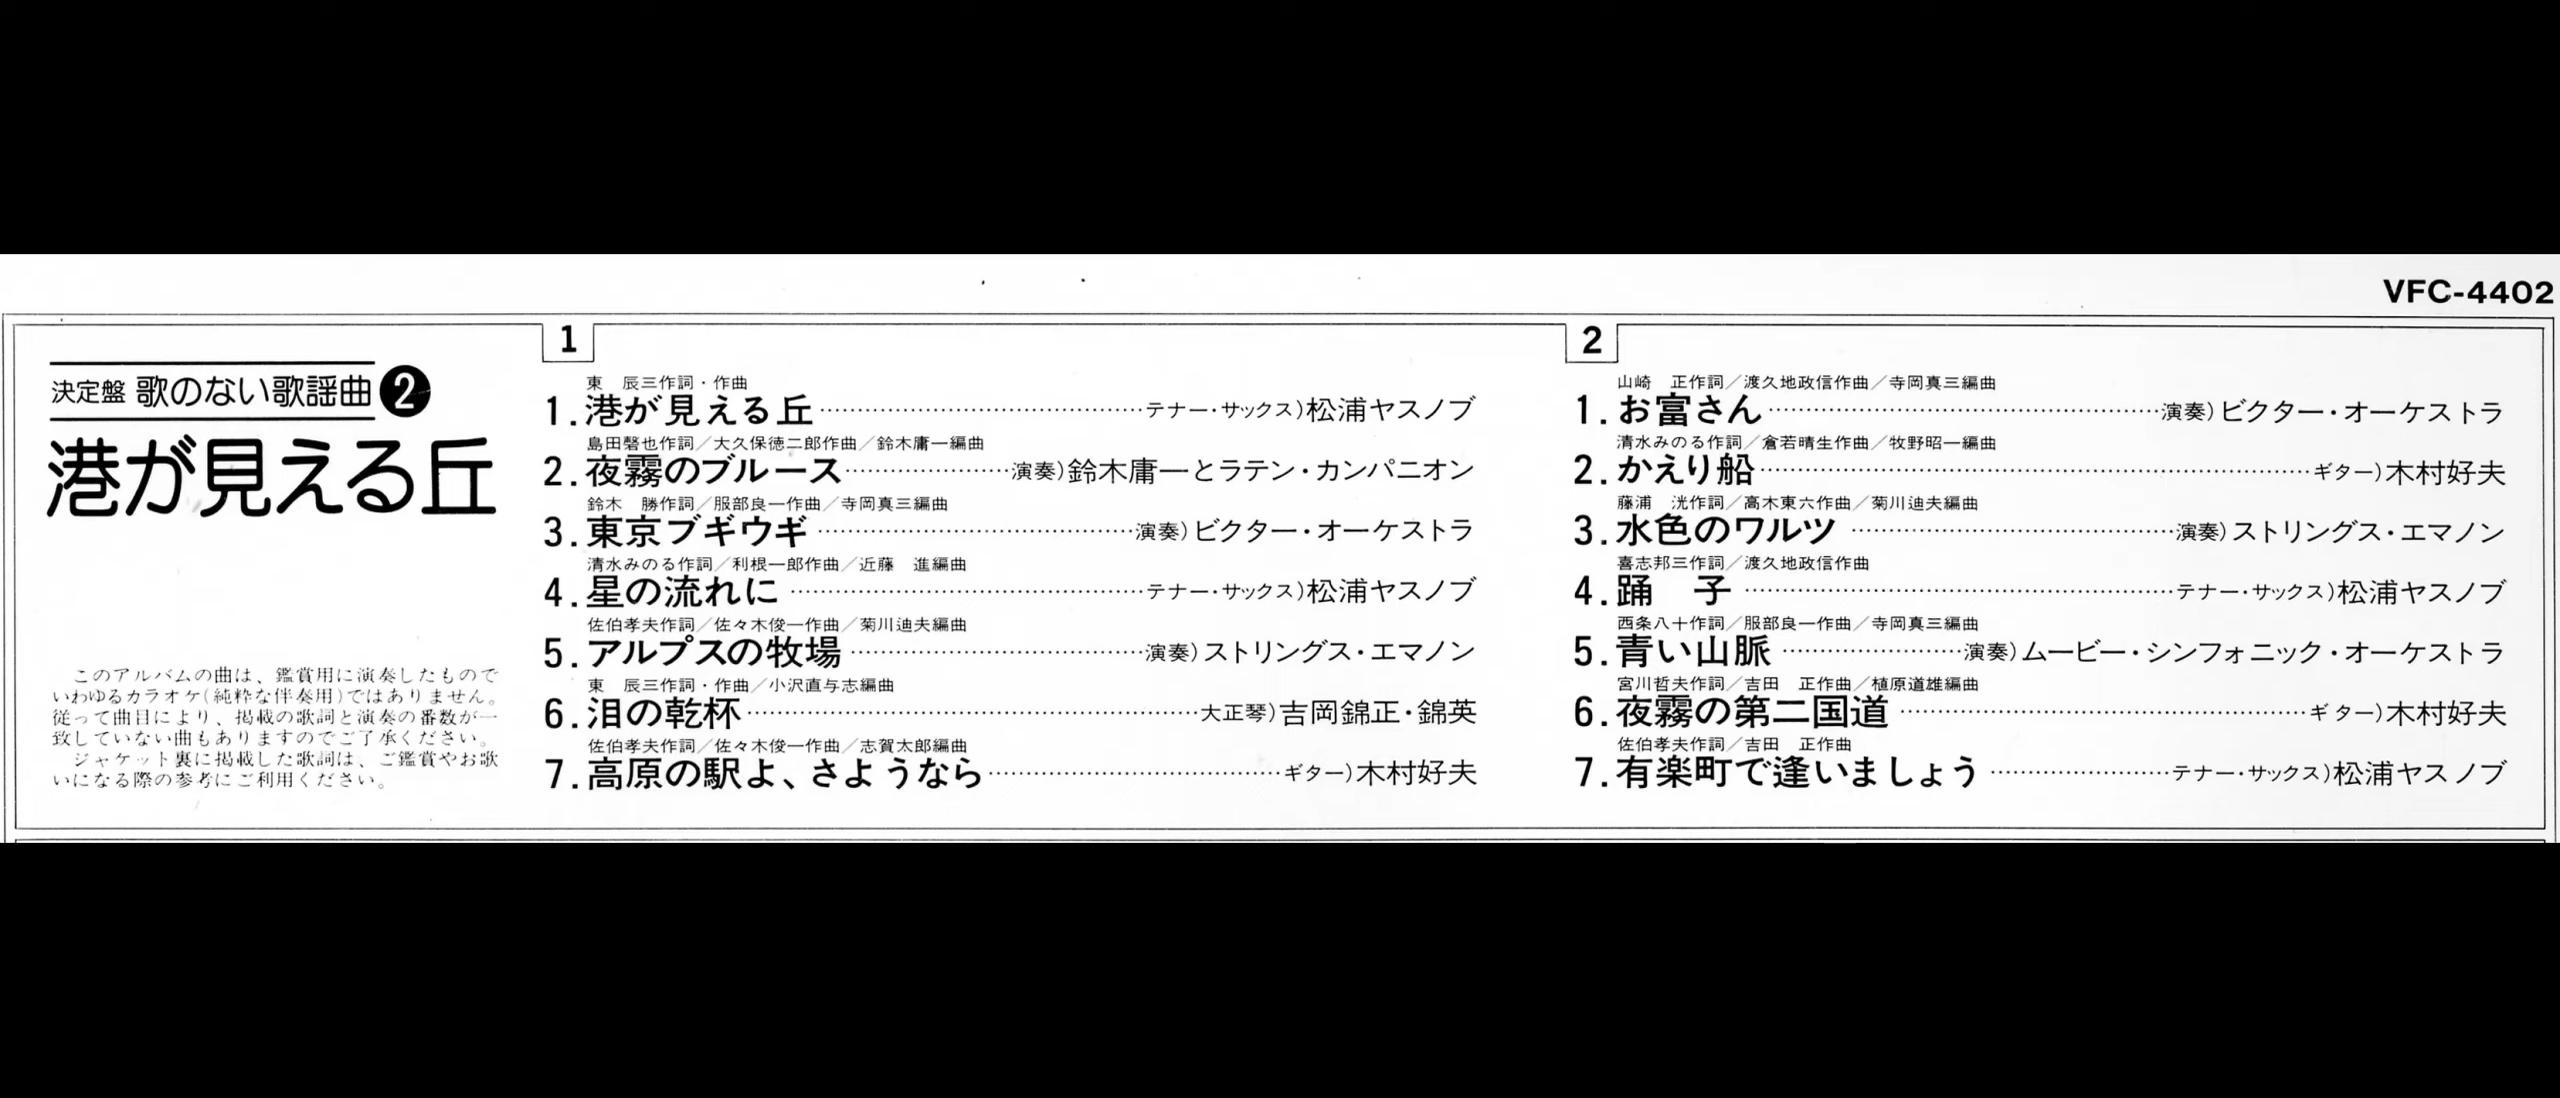 VFC-4402
決定盤 歌のない歌謡曲❷
港が見える丘
このアルバムの曲は、鑑賞用に演奏したもので
いわゆるカラオケ(純粋な伴奏用)ではありません。
従って曲目により、掲載の歌詞と演奏の番数が一
致していない曲もありますのでご了承ください。
ジャケット裏に掲載した歌詞は、ご鑑賞やお歌
いになる際の参考にご利用ください。
1
東　辰三作詞・作曲
1.港が見える丘……テナー・サックス)松浦ヤスノブ
島田磬也作詞／大久保徳二郎作曲／鈴木庸一編曲
2.夜霧のブルース……演奏)鈴木庸一とラテン・カンパニオン
鈴木　勝作詞／服部良一作曲／寺岡真三編曲
3.東京ブギウギ……演奏)ビクター・オーケストラ
清水みのる作詞／利根一郎作曲／近藤　進編曲
4.星の流れに……テナー・サックス)松浦ヤスノブ
佐伯孝夫作詞／佐々木俊一作曲／菊川迪夫編曲
5.アルプスの牧場……演奏)ストリングス・エマノン
東　辰三作詞・作曲／小沢直与志編曲
6.泪の乾杯……大正琴)吉岡錦正・錦英
佐伯孝夫作詞／佐々木俊一作曲／志賀太郎編曲
7.高原の駅よ、さようなら……ギター)木村好夫
2
山崎　正作詞／渡久地政信作曲／寺岡真三編曲
1.お富さん……演奏)ビクター・オーケストラ
清水みのる作詞／倉若晴生作曲／牧野昭一編曲
2.かえり船……ギター)木村好夫
藤浦　洸作詞／高木東六作曲／菊川迪夫編曲
3.水色のワルツ……演奏)ストリングス・エマノン
喜志邦三作詞／渡久地政信作曲
4.踊　子……テナー・サックス)松浦ヤスノブ
西条八十作詞／服部良一作曲／寺岡真三編曲
5.青い山脈……演奏)ムービー・シンフォニック・オーケストラ
宮川哲夫作詞／吉田　正作曲／植原道雄編曲
6.夜霧の第二国道……ギター)木村好夫
佐伯孝夫作詞／吉田　正作曲
7.有楽町で逢いましょう……テナー・サックス)松浦ヤスノブ